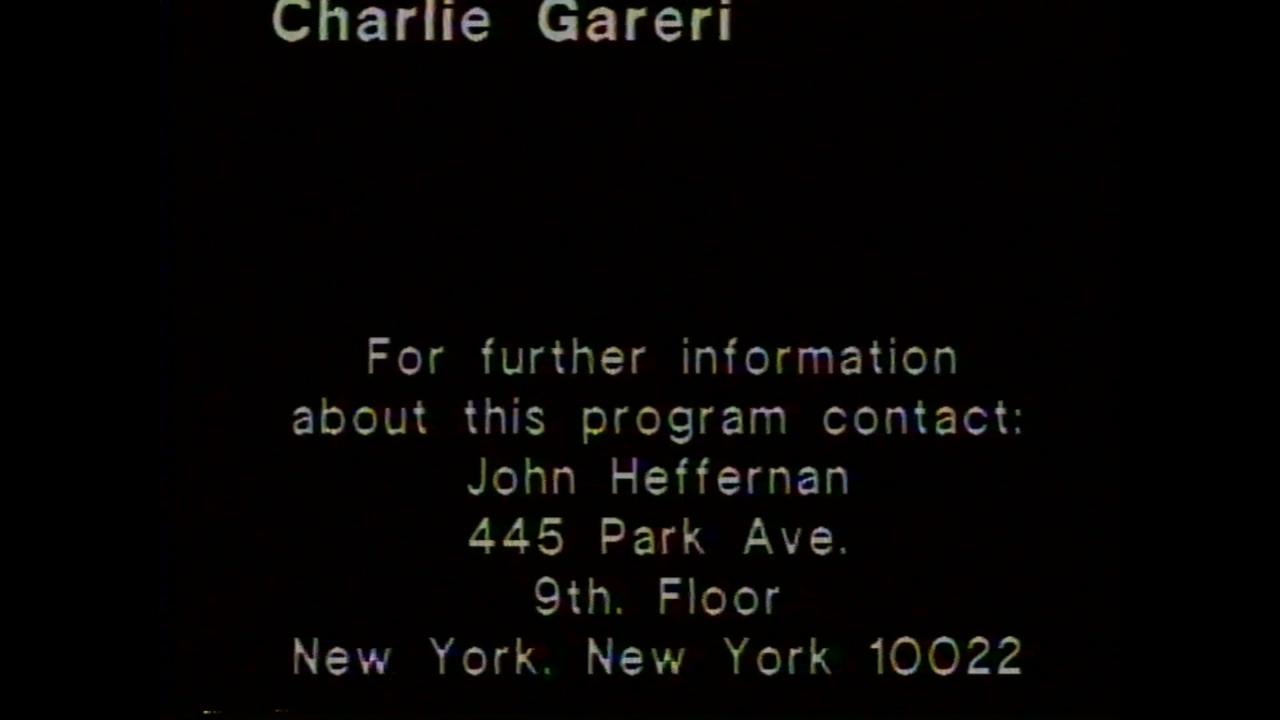 Charlie Gareri
For further information
about this program contact:
John Heffernan
445 Park Ave.
9th. Floor
New York. New York 10022